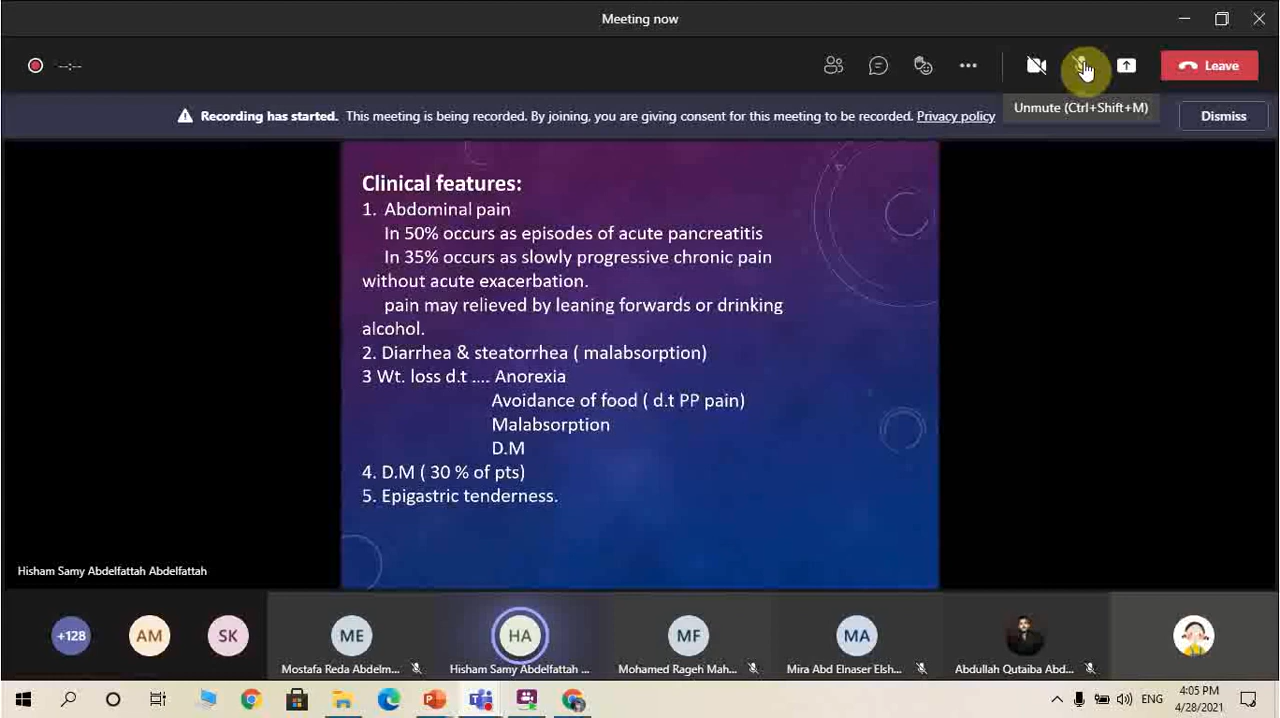 Meeting now
--:--
Leave
Recording has started. This meeting is being recorded. By joining, you are giving consent for this meeting to be recorded. Privacy policy
Unmute (Ctrl+Shift+M)
Dismiss
Clinical features:
1. Abdominal pain
In 50% occurs as episodes of acute pancreatitis
In 35% occurs as slowly progressive chronic pain
without acute exacerbation.
pain may relieved by leaning forwards or drinking
alcohol.
2. Diarrhea & steatorrhea ( malabsorption)
3 Wt. loss d.t .... Anorexia
Avoidance of food ( d.t PP pain)
Malabsorption
D.M
4. D.M ( 30 % of pts)
5. Epigastric tenderness.
Hisham Samy Abdelfattah Abdelfattah
+128
AM
SK
ME
HA
MF
MA
Mostafa Reda Abdelm...
Hisham Samy Abdelfattah ...
Mohamed Rageh Mah...
Mira Abd Elnaser Elsh...
Abdullah Qutaiba Abd...
ENG
4:05 PM
4/28/2021